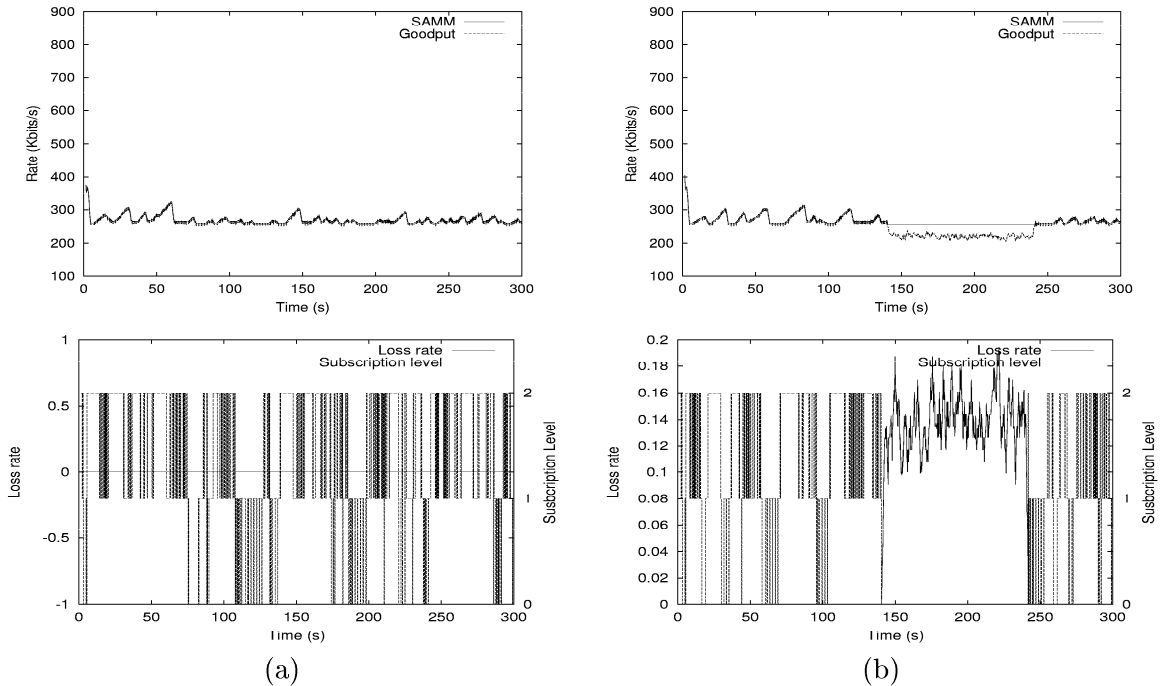 900
800
700
600
500
400
300
200
100
Rate (Kbits/s)
SAMM
Goodput
0 50 100 150 200 250 300
Time (s)
900
800
700
600
500
400
300
200
100
Rate (Kbits/s)
SAMM
Goodput
0 50 100 150 200 250 300
Time (s)
1
0.5
0
-0.5
-1
Loss rate
Loss rate
Subscription level
2
1
0
Susbcription Level
0 50 100 150 200 250 300
Time (s)
(a)
0.2
0.18
0.16
0.14
0.12
0.1
0.08
0.06
0.04
0.02
0
Loss rate
Loss rate
Subscription level
2
1
0
Susbcription Level
0 50 100 150 200 250 300
Time (s)
(b)